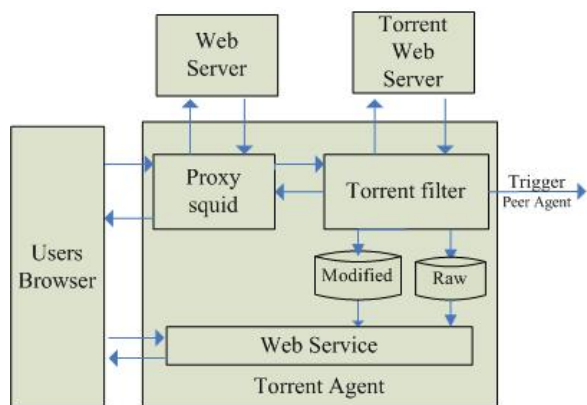 Web
Server
Torrent
Web
Server
Users
Browser
Proxy
squid
Torrent filter
Trigger
Peer Agent
Modified
Raw
Web Service
Torrent Agent